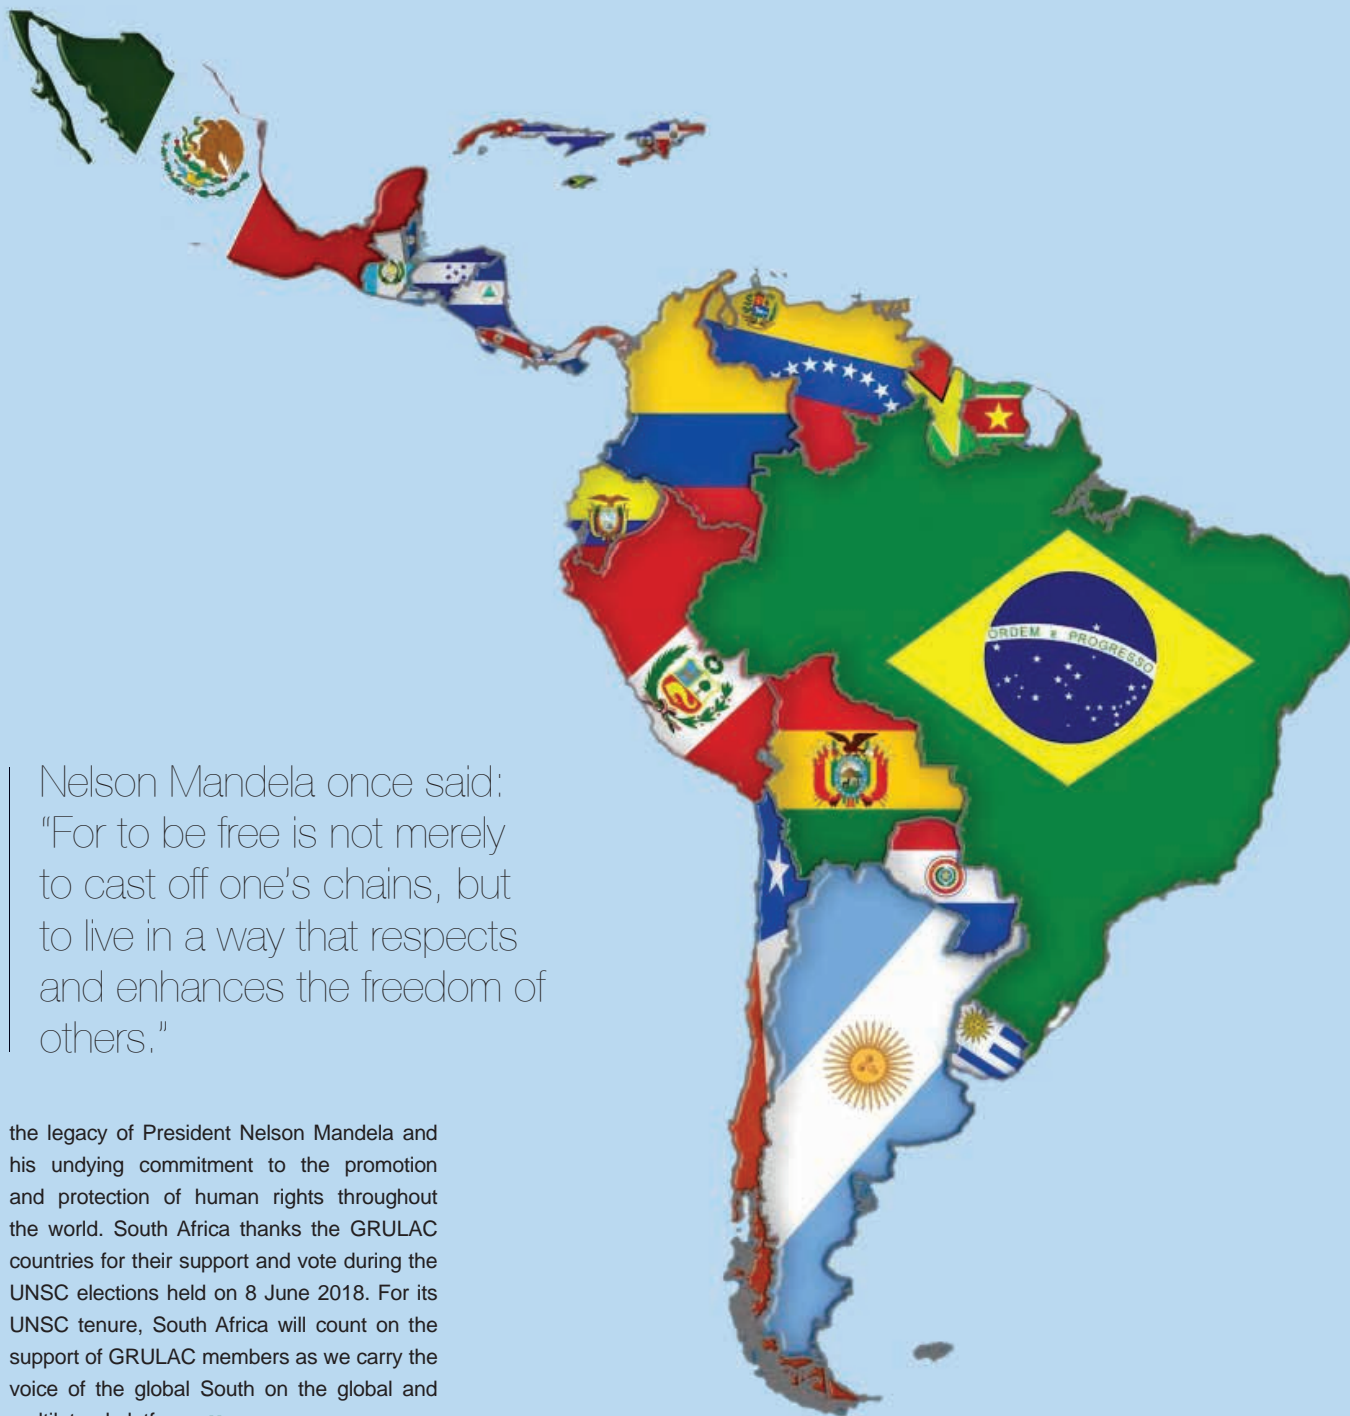 ORDEM E PROGRESSO
Nelson Mandela once said:
"For to be free is not merely
to cast off one's chains, but
to live in a way that respects
and enhances the freedom of
others."
the legacy of President Nelson Mandela and
his undying commitment to the promotion
and protection of human rights throughout
the world. South Africa thanks the GRULAC
countries for their support and vote during the
UNSC elections held on 8 June 2018. For its
UNSC tenure, South Africa will count on the
support of GRULAC members as we carry the
voice of the global South on the global and